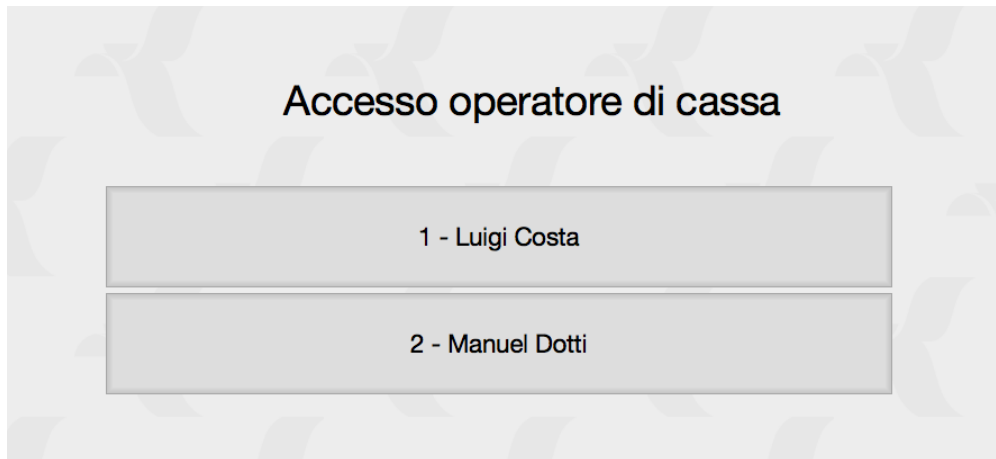 Accesso operatore di cassa
1 - Luigi Costa
2 - Manuel Dotti